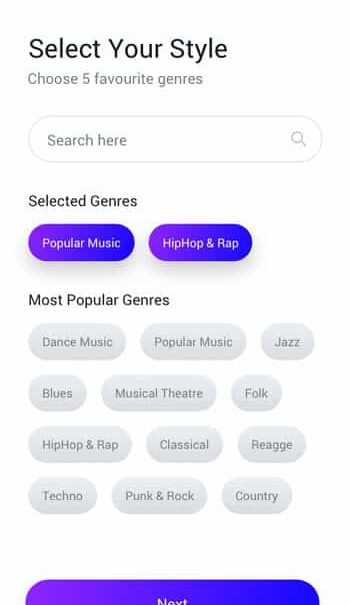 Select Your Style
Choose 5 favourite genres
Search here
Selected Genres
Popular Music HipHop & Rap
Most Popular Genres
Dance Music Popular Music Jazz
Blues Musical Theatre Folk
HipHop & Rap Classical Reagge
Techno Punk & Rock Country
Next